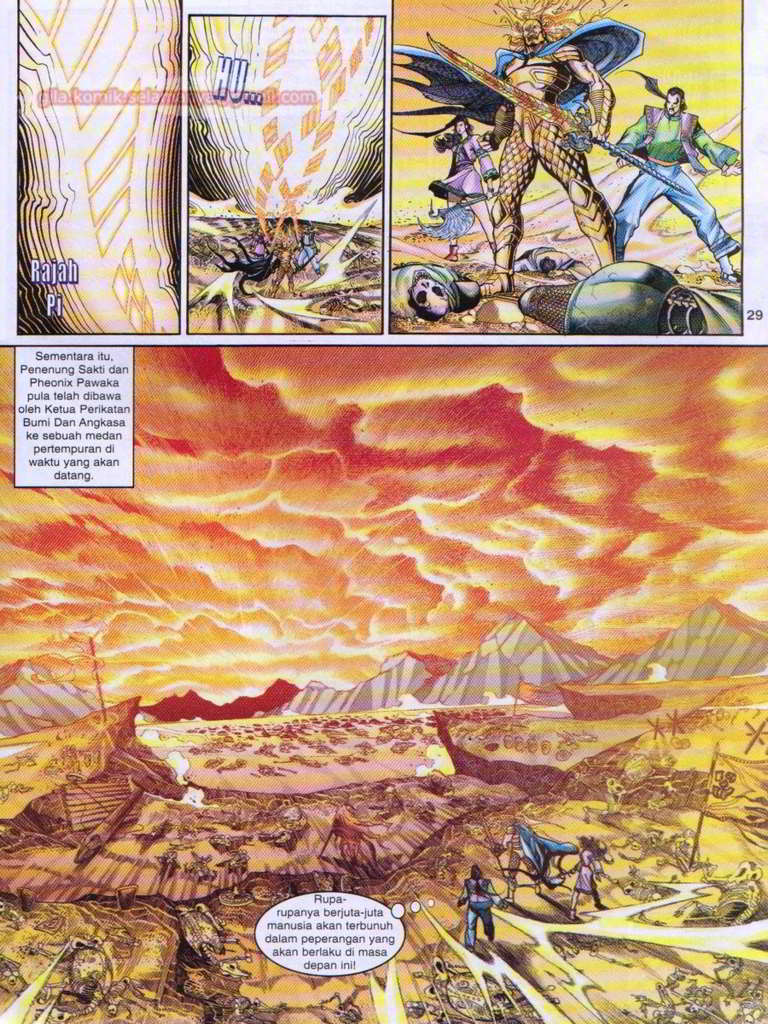 Rajah
Pi
HU...
29
Sementara itu,
Penenung Sakti dan
Pheonix Pawaka
pula telah dibawa
oleh Ketua Perikatan
Bumi Dan Angkasa
ke sebuah medan
pertempuran di
waktu yang akan
datang.
Rupa-
rupanya berjuta-juta
manusia akan terbunuh
dalam peperangan yang
akan berlaku di masa
depan ini!